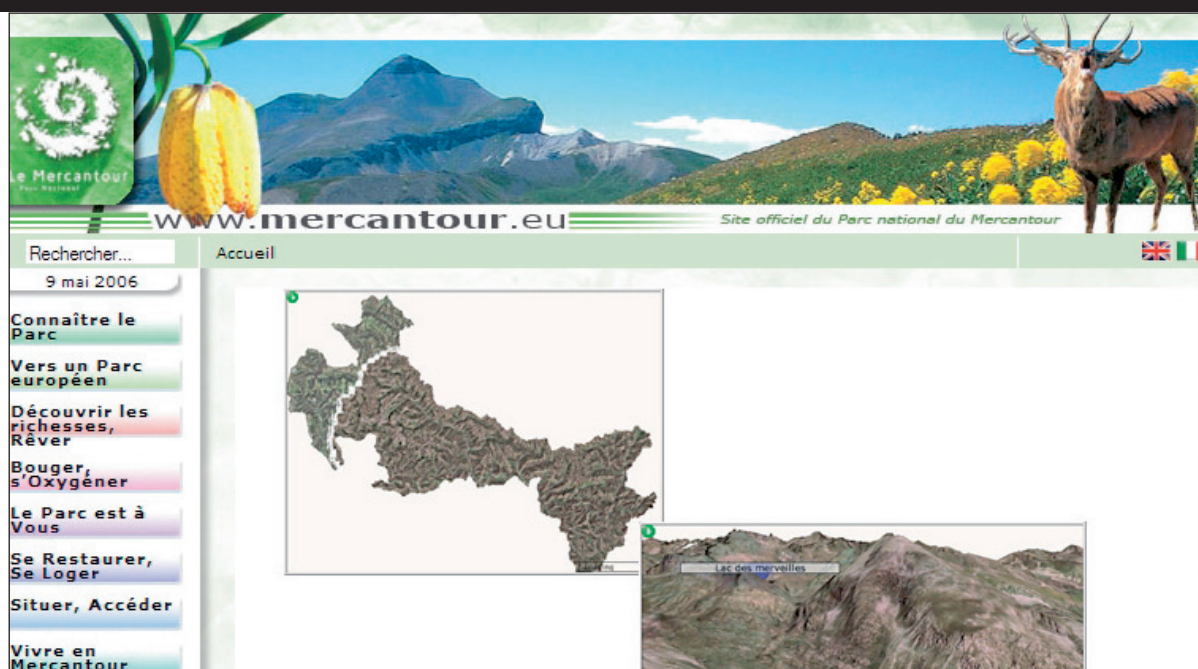 Le Mercantour
Parc National
www.mercantour.eu
Site officiel du Parc national du Mercantour
Rechercher...
Accueil
9 mai 2006
Connaître le
Parc
Vers un Parc
européen
Découvrir les
richesses,
Rêver
Bouger,
s'Oxygéner
Le Parc est à
Vous
Se Restaurer,
Se Loger
Situer, Accéder
Vivre en
Mercantour
Lac des merveilles